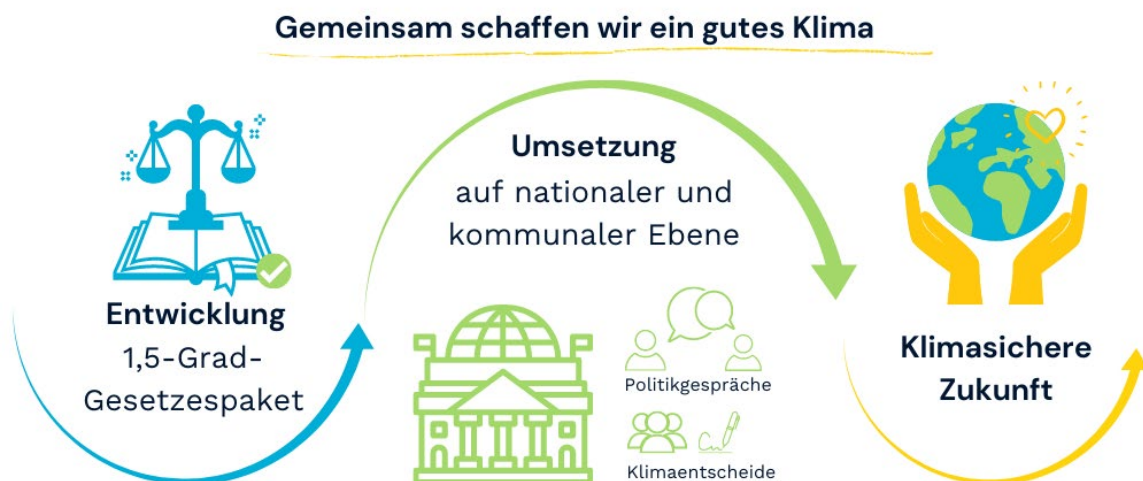 Gemeinsam schaffen wir ein gutes Klima
Entwicklung
1,5-Grad-
Gesetzespaket
Umsetzung
auf nationaler und
kommunaler Ebene
Politikgespräche
Klimaentscheide
Klimasichere
Zukunft